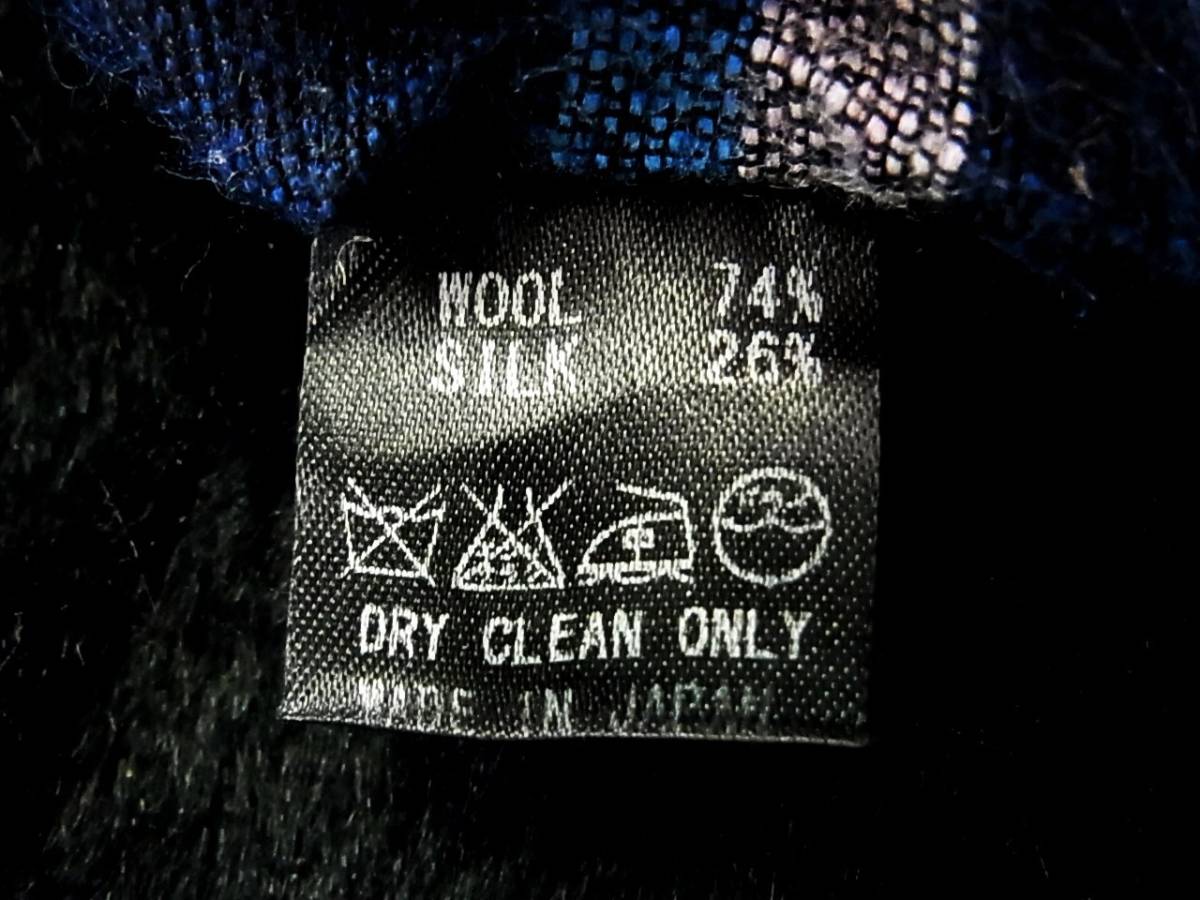 WOOL 74%
SILK 26%
DRY CLEAN ONLY
MADE IN JAPAN